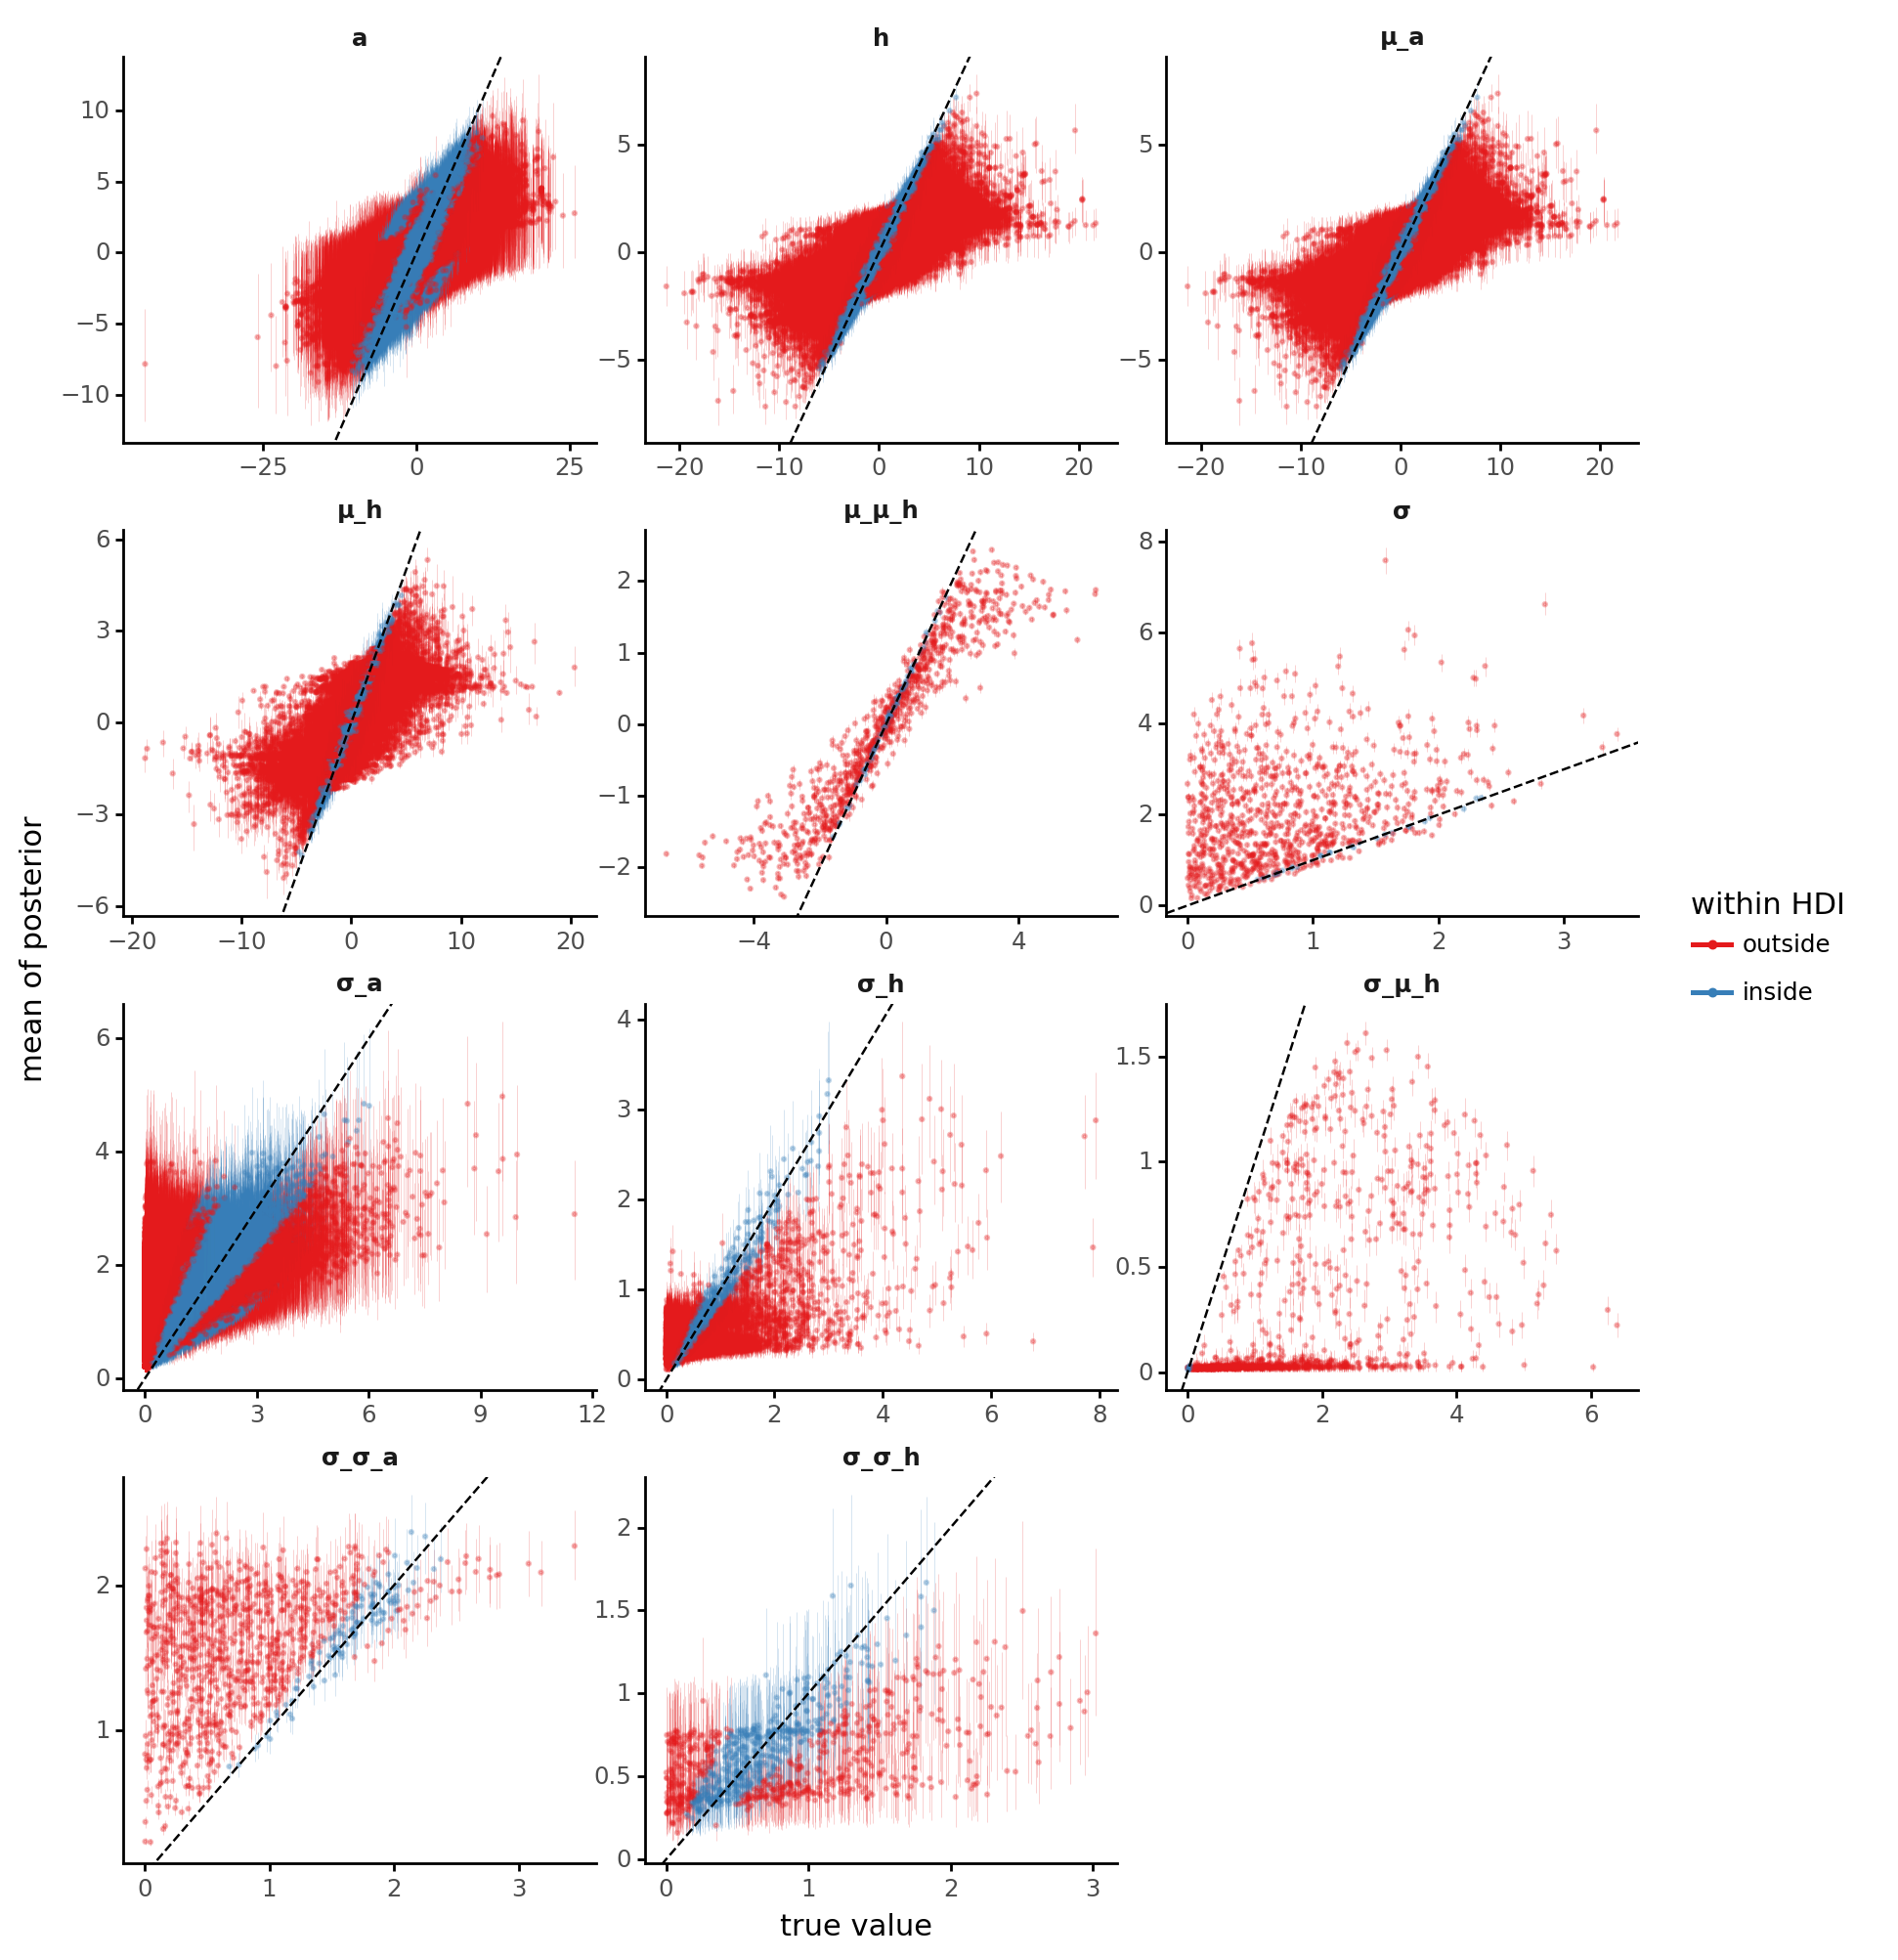 a h μ_a
10 5 0 −5 −10
−25 0 25
5 0 −5
−20 −10 0 10 20
5 0 −5
−20 −10 0 10 20
μ_h μ_μ_h σ
6 3 0 −3 −6
−20 −10 0 10 20
2 1 0 −1 −2
−4 0 4
8 6 4 2 0
0 1 2 3
mean of posterior
within HDI
outside
inside
σ_a σ_h σ_μ_h
6 4 2 0
0 3 6 9 12
4 3 2 1 0
0 2 4 6 8
1.5 1 0.5 0
0 2 4 6
σ_σ_a σ_σ_h
2 1
0 1 2 3
2 1.5 1 0.5 0
0 1 2 3
true value